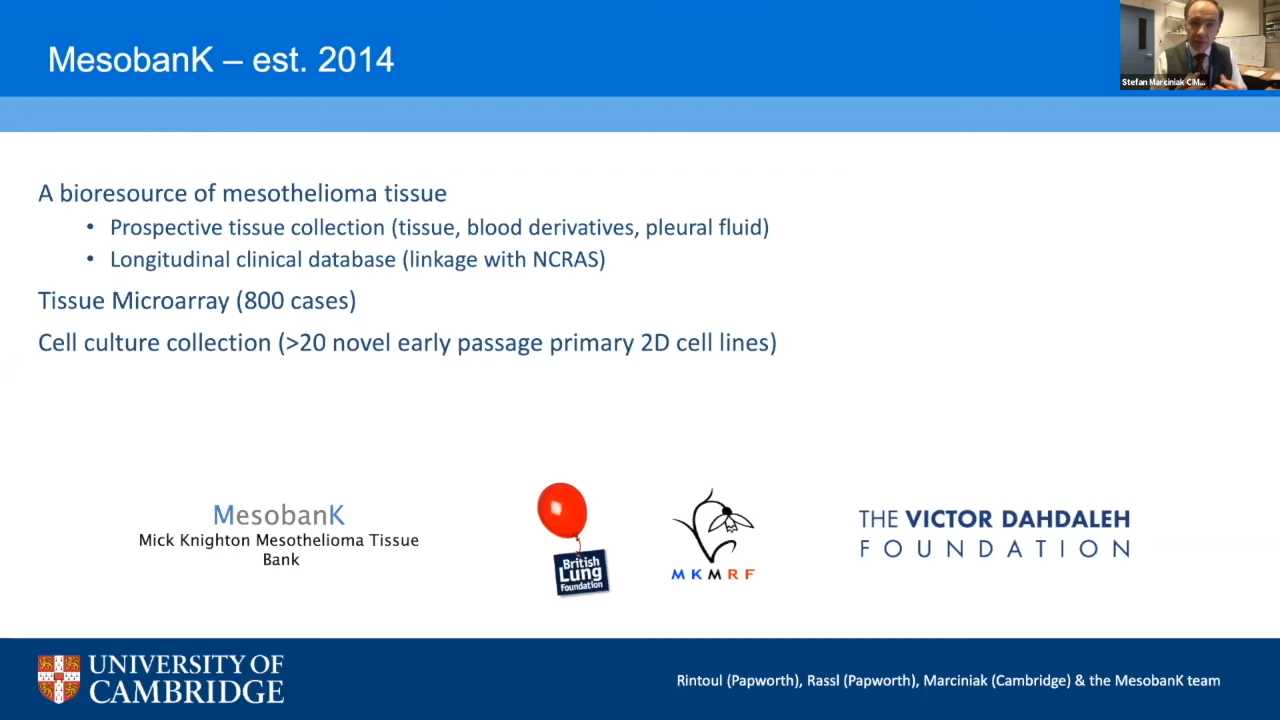 MesobanK – est. 2014
Stefan Marciniak CIM...
A bioresource of mesothelioma tissue
• Prospective tissue collection (tissue, blood derivatives, pleural fluid)
• Longitudinal clinical database (linkage with NCRAS)
Tissue Microarray (800 cases)
Cell culture collection (>20 novel early passage primary 2D cell lines)
MesobanK
Mick Knighton Mesothelioma Tissue
Bank
British
Lung
Foundation
MKMRF
THE VICTOR DAHDALEH
FOUNDATION
UNIVERSITY OF
CAMBRIDGE
Rintoul (Papworth), Rassl (Papworth), Marciniak (Cambridge) & the MesobanK team